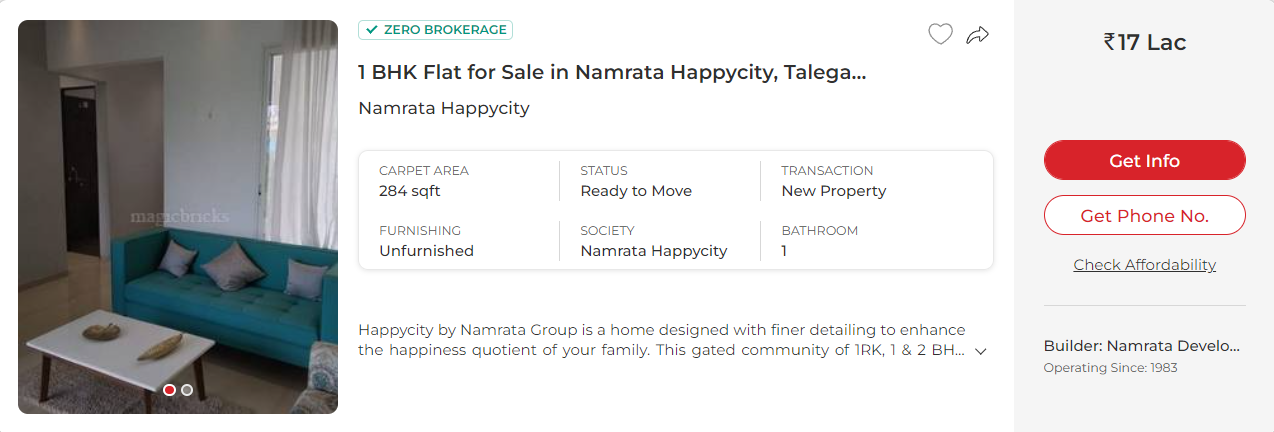 ZERO BROKERAGE
1 BHK Flat for Sale in Namrata Happycity, Talega...
Namrata Happycity
CARPET AREA
284 sqft
STATUS
Ready to Move
TRANSACTION
New Property
FURNISHING
Unfurnished
SOCIETY
Namrata Happycity
BATHROOM
1
Happycity by Namrata Group is a home designed with finer detailing to enhance
the happiness quotient of your family. This gated community of 1RK, 1 & 2 BH...
magicbricks
₹17 Lac
Get Info
Get Phone No.
Check Affordability
Builder: Namrata Develo...
Operating Since: 1983